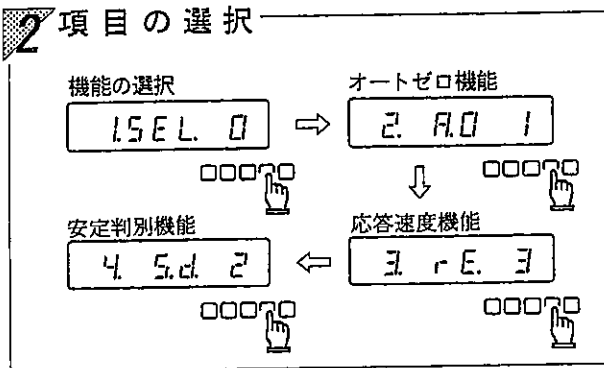 2 項目の選択
機能の選択
1.SEL. 0
オートゼロ機能
2. A.0 1
応答速度機能
3. rE. 3
安定判別機能
4. S.d. 2